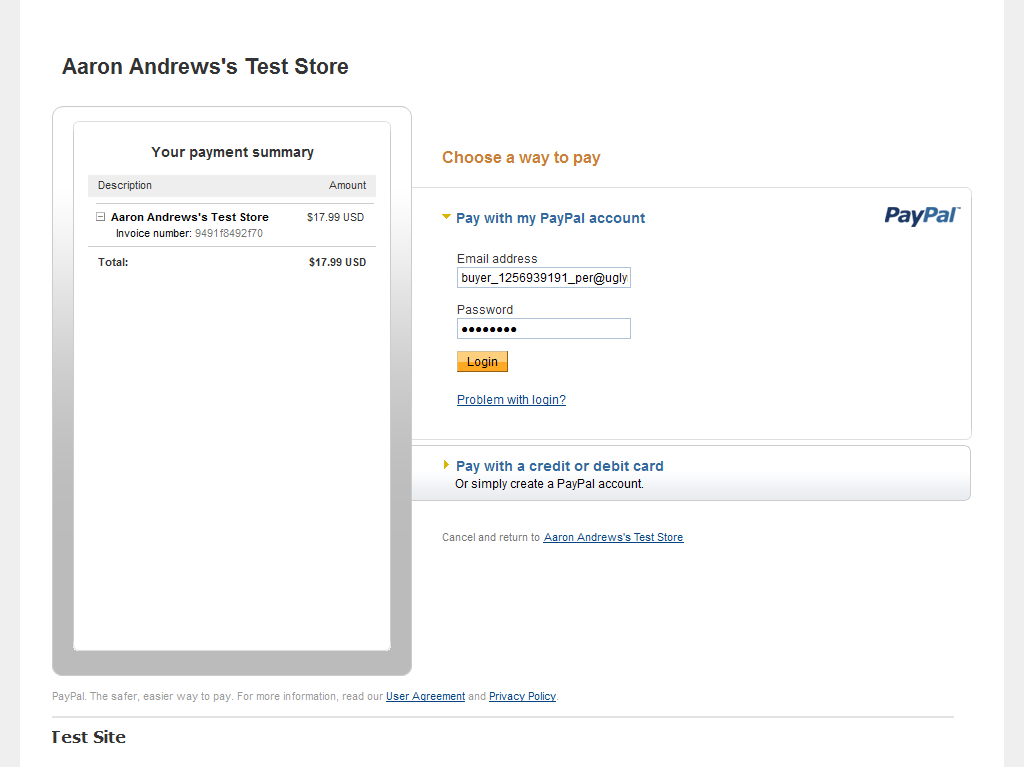 Aaron Andrews's Test Store
Your payment summary
Description Amount
Aaron Andrews's Test Store $17.99 USD
Invoice number: 9491f8492f70
Total: $17.99 USD
Choose a way to pay
Pay with my PayPal account
PayPal™
Email address
buyer_1256939191_per@ugly
Password
Login
Problem with login?
Pay with a credit or debit card
Or simply create a PayPal account.
Cancel and return to Aaron Andrews's Test Store
PayPal. The safer, easier way to pay. For more information, read our User Agreement and Privacy Policy.
Test Site